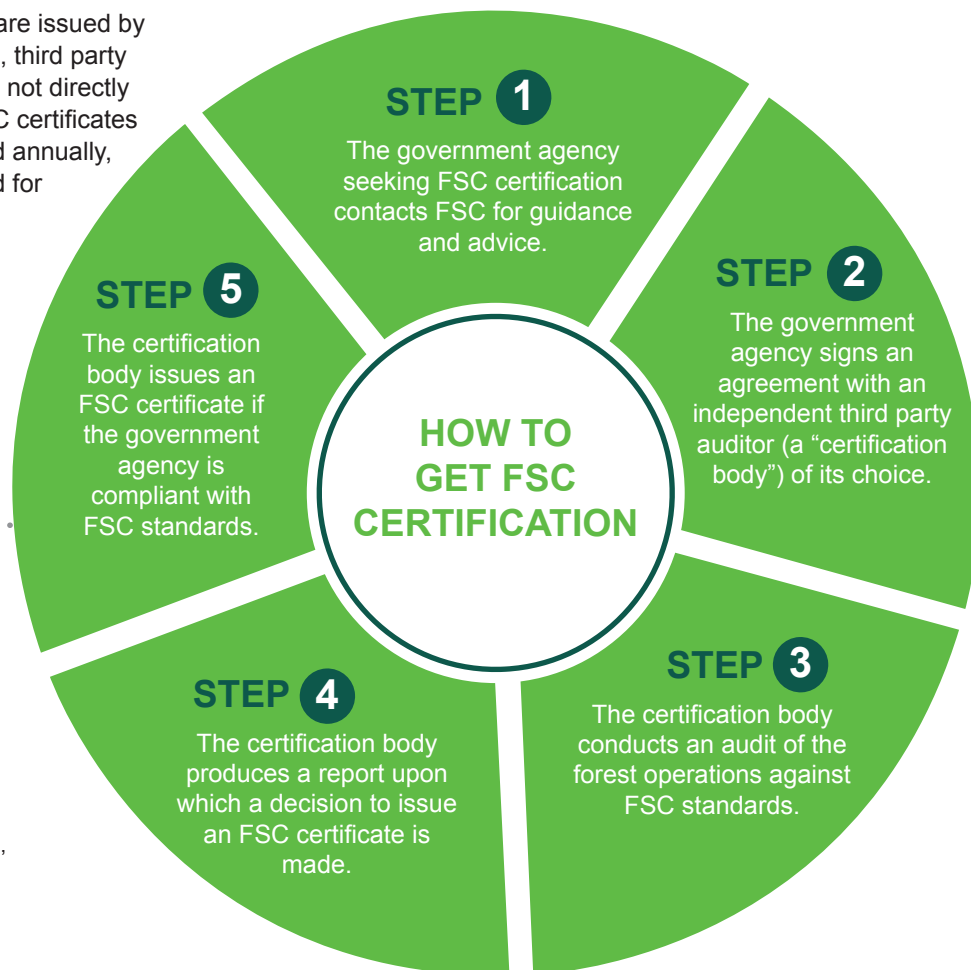 are issued by
, third party
not directly
C certificates
d annually,
d for
STEP 1
The government agency
seeking FSC certification
contacts FSC for guidance
and advice.
STEP 2
The government
agency signs an
agreement with an
independent third party
auditor (a “certification
body”) of its choice.
STEP 3
The certification body
conducts an audit of the
forest operations against
FSC standards.
STEP 4
The certification body
produces a report upon
which a decision to issue
an FSC certificate is
made.
STEP 5
The certification
body issues an
FSC certificate if
the government
agency is
compliant with
FSC standards.
HOW TO
GET FSC
CERTIFICATION
,